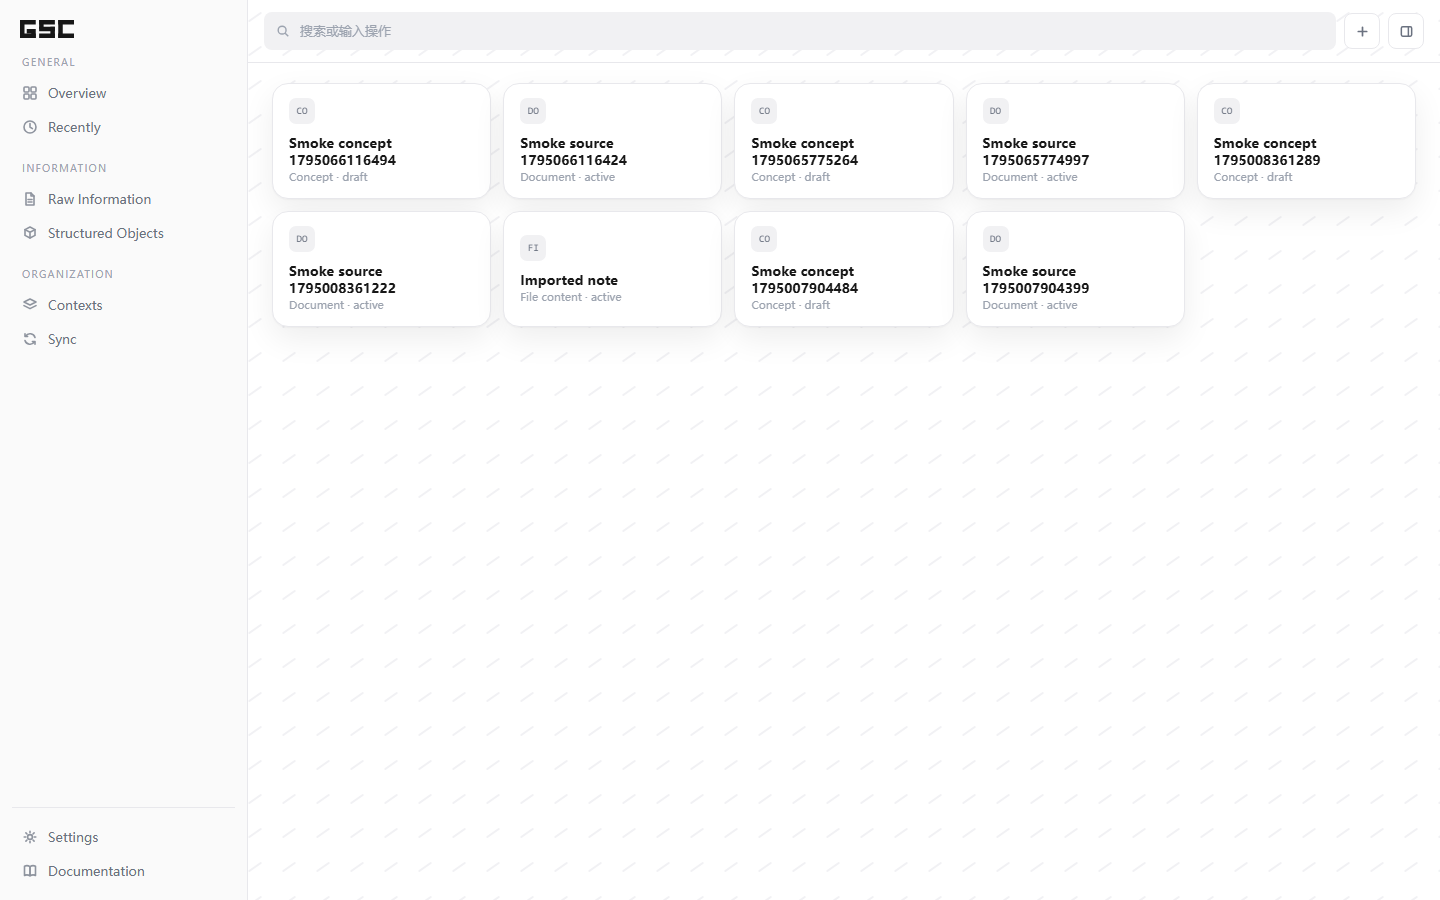 GSC
GENERAL
Overview
Recently
INFORMATION
Raw Information
Structured Objects
ORGANIZATION
Contexts
Sync
Settings
Documentation
搜索或输入操作
CO
Smoke concept
1795066116494
Concept · draft
DO
Smoke source
1795066116424
Document · active
CO
Smoke concept
1795065775264
Concept · draft
DO
Smoke source
1795065774997
Document · active
CO
Smoke concept
1795008361289
Concept · draft
DO
Smoke source
1795008361222
Document · active
FI
Imported note
File content · active
CO
Smoke concept
1795007904484
Concept · draft
DO
Smoke source
1795007904399
Document · active